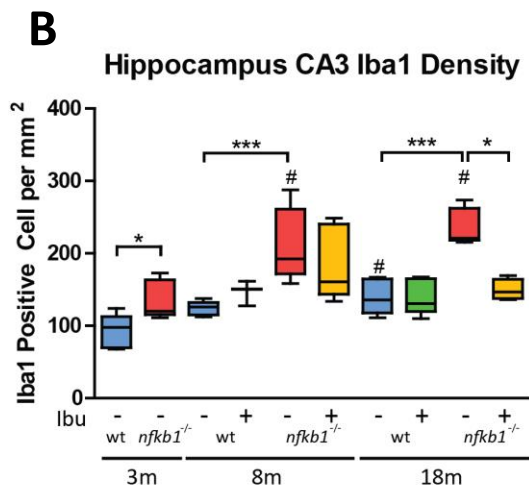 B
Hippocampus CA3 Iba1 Density
Iba1 Positive Cell per mm²
400
300
200
100
0
* *** # # *** # *
Ibu - - - + - + - + - +
wt nfkb1⁻/⁻ wt nfkb1⁻/⁻ wt nfkb1⁻/⁻
3m 8m 18m